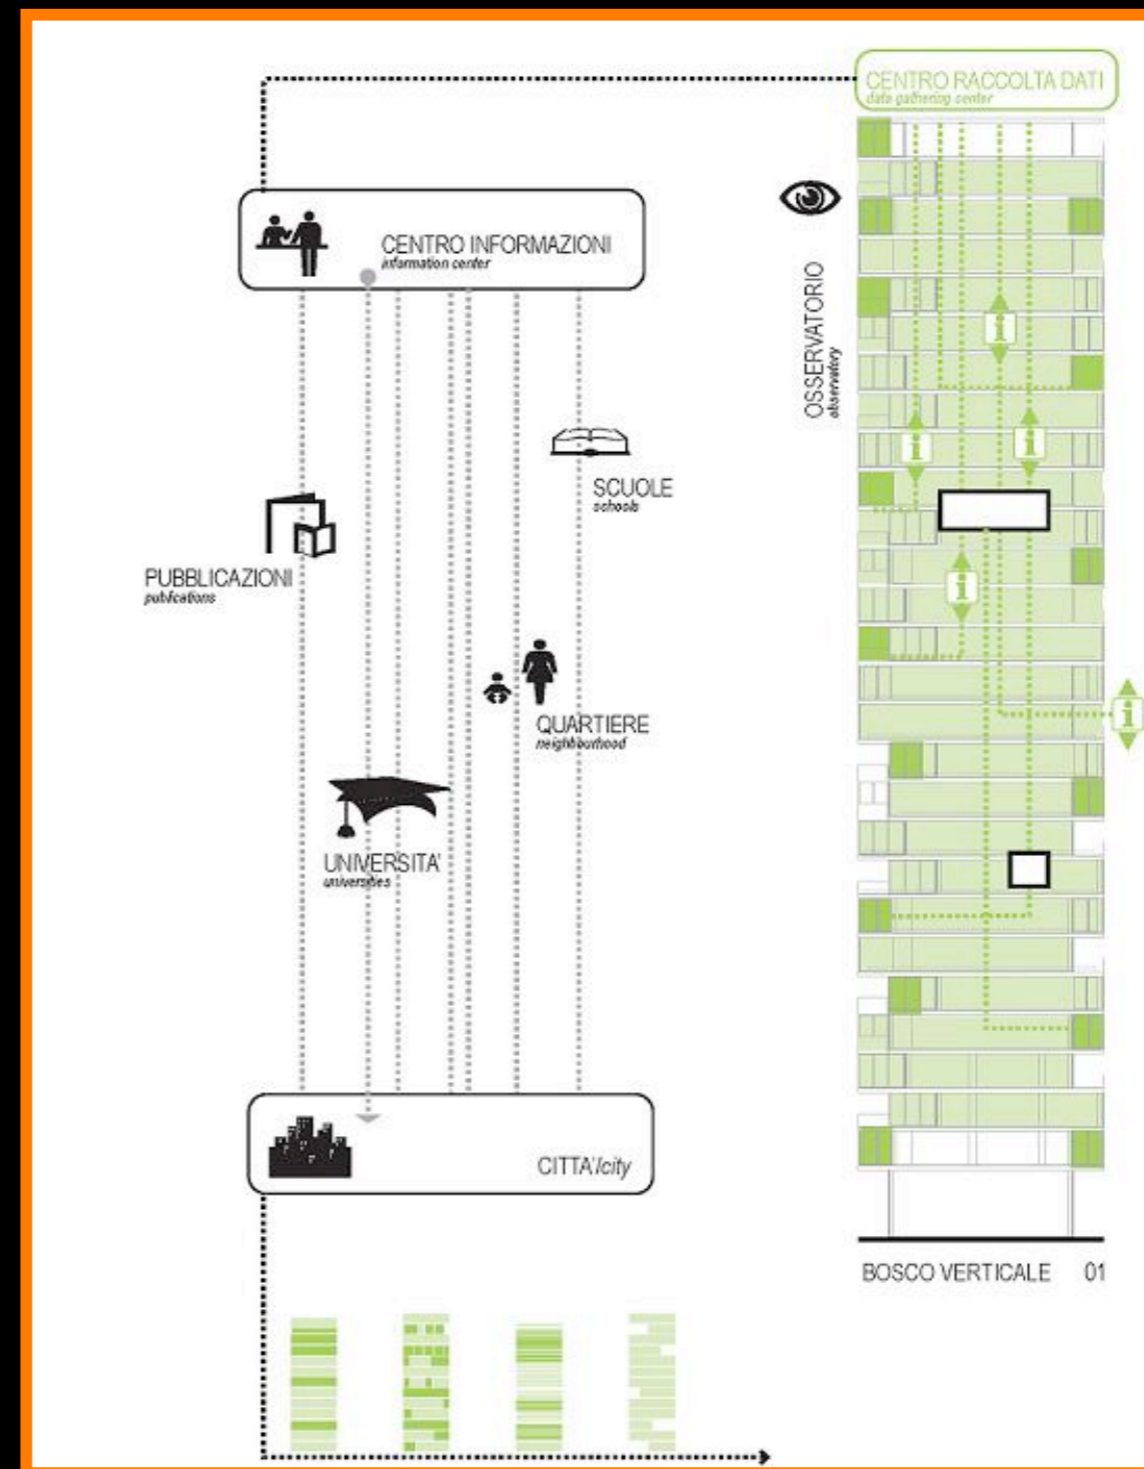 CENTRO RACCOLTA DATI
data gathering center
CENTRO INFORMAZIONI
information center
OSSERVATORIO
observatory
i
i
i
SCUOLE
schools
PUBBLICAZIONI
publications
i
QUARTIERE
neighbourhood
i
UNIVERSITA'
universities
CITTA'/city
BOSCO VERTICALE 01